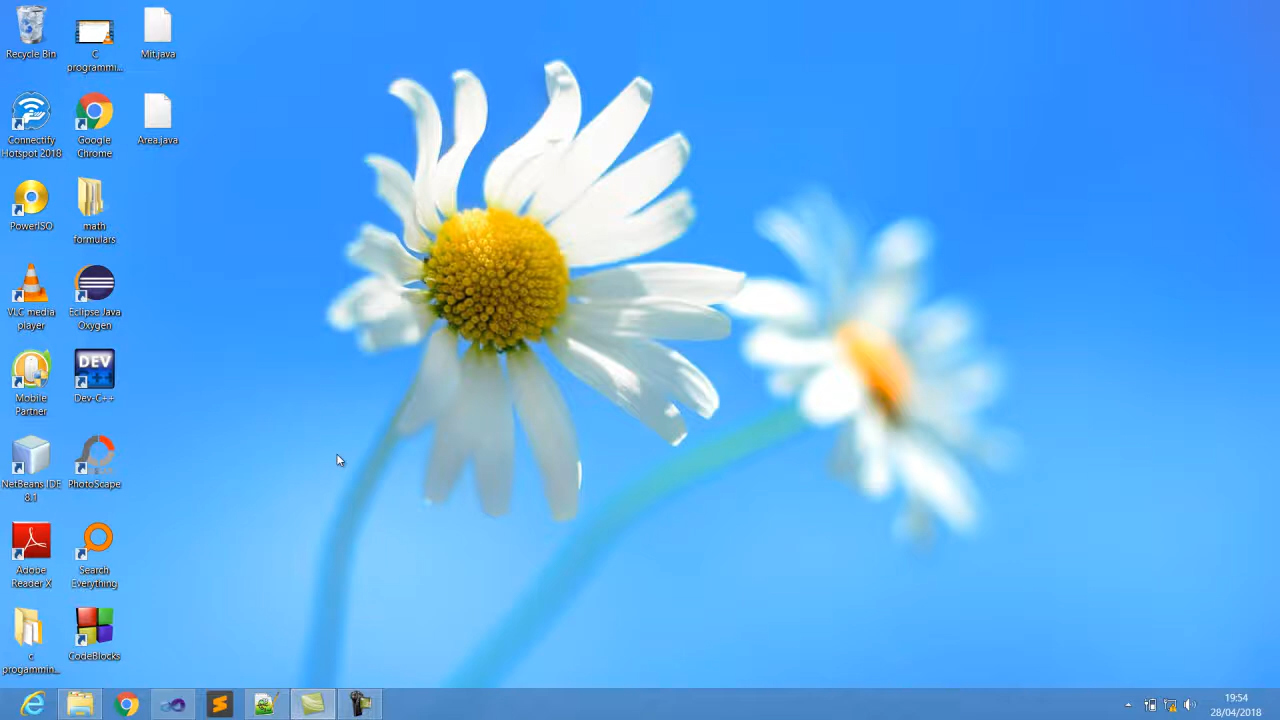 Recycle Bin
C
programmi...
Mit.java
Connectify
Hotspot 2018
Google
Chrome
Area.java
PowerISO
math
formulars
VLC media
player
Eclipse Java
Oxygen
Mobile
Partner
DEV
++
Dev-C++
NetBeans IDE
8.1
PhotoScape
Adobe
Reader X
Search
Everything
c
progammin...
CodeBlocks
19:54
28/04/2018